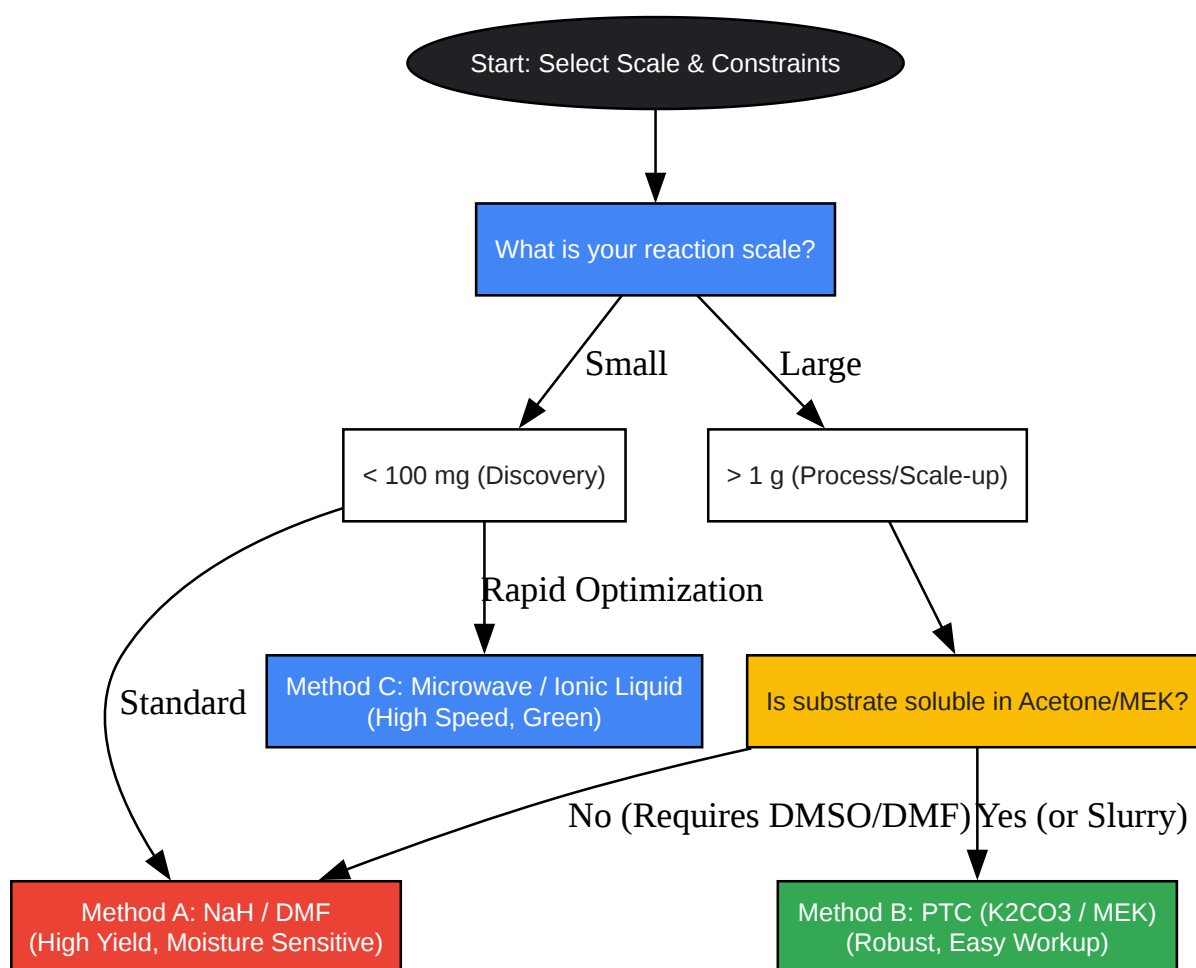 Start: Select Scale & Constraints
What is your reaction scale?
Small
Large
< 100 mg (Discovery)
> 1 g (Process/Scale-up)
Rapid Optimization
Standard
Method C: Microwave / Ionic Liquid
(High Speed, Green)
Is substrate soluble in Acetone/MEK?
No (Requires DMSO/DMF)
Yes (or Slurry)
Method A: NaH / DMF
(High Yield, Moisture Sensitive)
Method B: PTC (K2CO3 / MEK)
(Robust, Easy Workup)